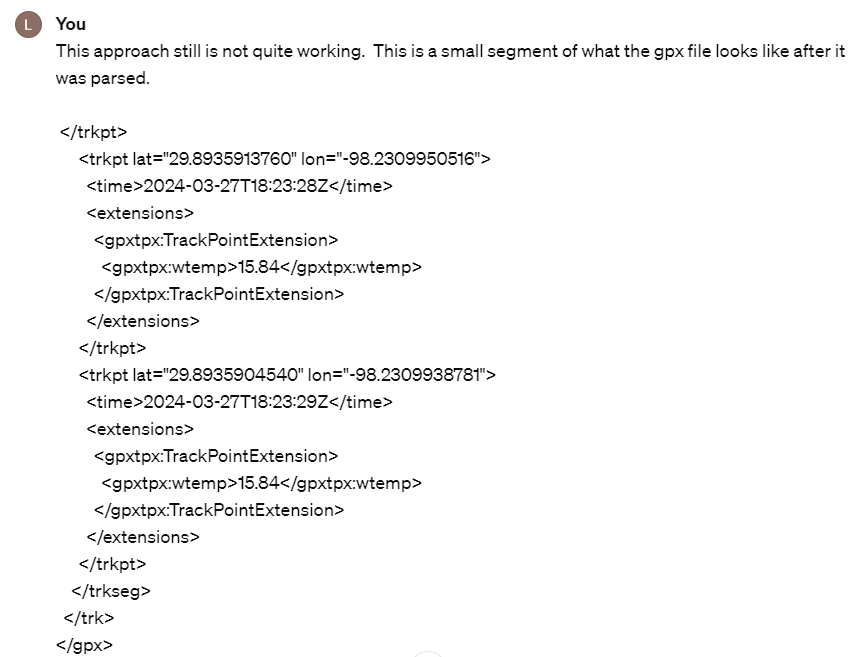 L You
This approach still is not quite working.  This is a small segment of what the gpx file looks like after it
was parsed.
</trkpt>
<trkpt lat="29.8935913760" lon="-98.2309950516">
<time>2024-03-27T18:23:28Z</time>
<extensions>
<gpxtpx:TrackPointExtension>
<gpxtpx:wtemp>15.84</gpxtpx:wtemp>
</gpxtpx:TrackPointExtension>
</extensions>
</trkpt>
<trkpt lat="29.8935904540" lon="-98.2309938781">
<time>2024-03-27T18:23:29Z</time>
<extensions>
<gpxtpx:TrackPointExtension>
<gpxtpx:wtemp>15.84</gpxtpx:wtemp>
</gpxtpx:TrackPointExtension>
</extensions>
</trkpt>
</trkseg>
</trk>
</gpx>